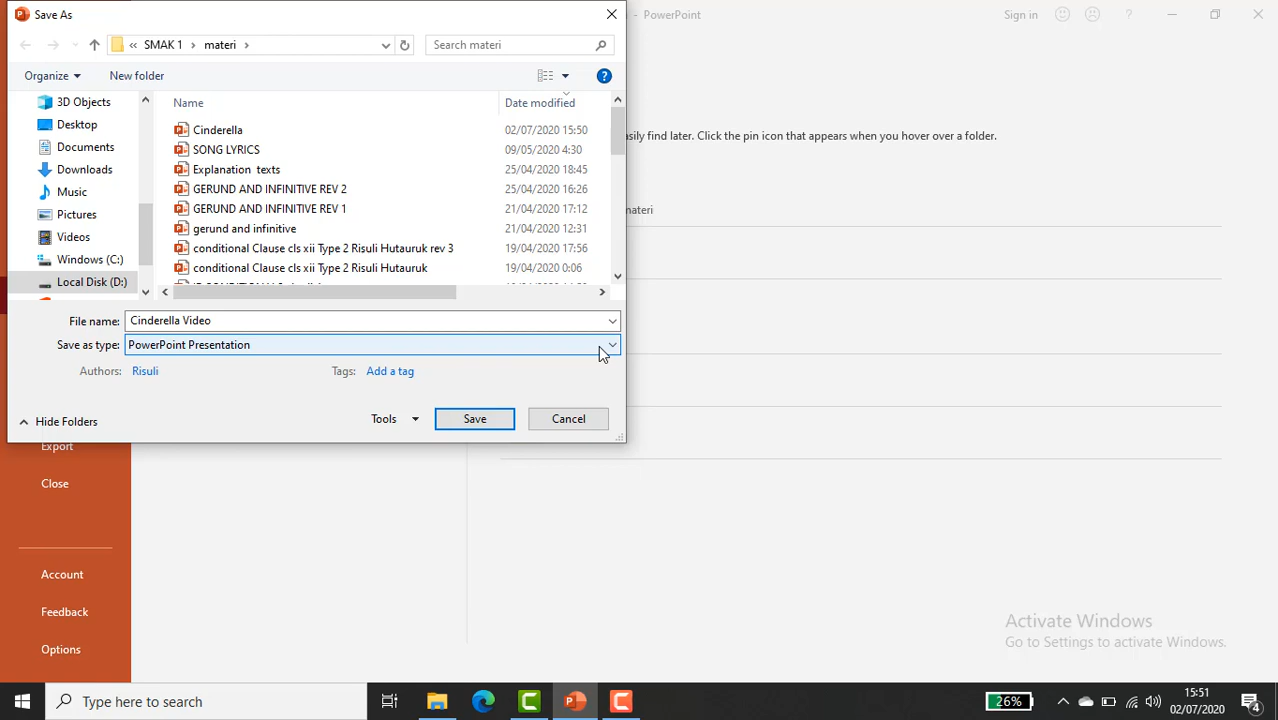 Save As
- PowerPoint
Sign in
« SMAK 1 › materi ›
Search materi
Organize
New folder
3D Objects
Desktop
Documents
Downloads
Music
Pictures
Videos
Windows (C:)
Local Disk (D:)
Name
Date modified
Cinderella
02/07/2020 15:50
SONG LYRICS
09/05/2020 4:30
Explanation texts
25/04/2020 18:45
GERUND AND INFINITIVE REV 2
25/04/2020 16:26
GERUND AND INFINITIVE REV 1
21/04/2020 17:12
gerund and infinitive
21/04/2020 12:31
conditional Clause cls xii Type 2 Risuli Hutauruk rev 3
19/04/2020 17:56
conditional Clause cls xii Type 2 Risuli Hutauruk
19/04/2020 0:06
easily find later. Click the pin icon that appears when you hover over a folder.
materi
File name:
Cinderella Video
Save as type:
PowerPoint Presentation
Authors:
Risuli
Tags:
Add a tag
Hide Folders
Tools
Save
Cancel
Export
Close
Account
Feedback
Options
Activate Windows
Go to Settings to activate Windows.
Type here to search
26%
15:51
02/07/2020
4